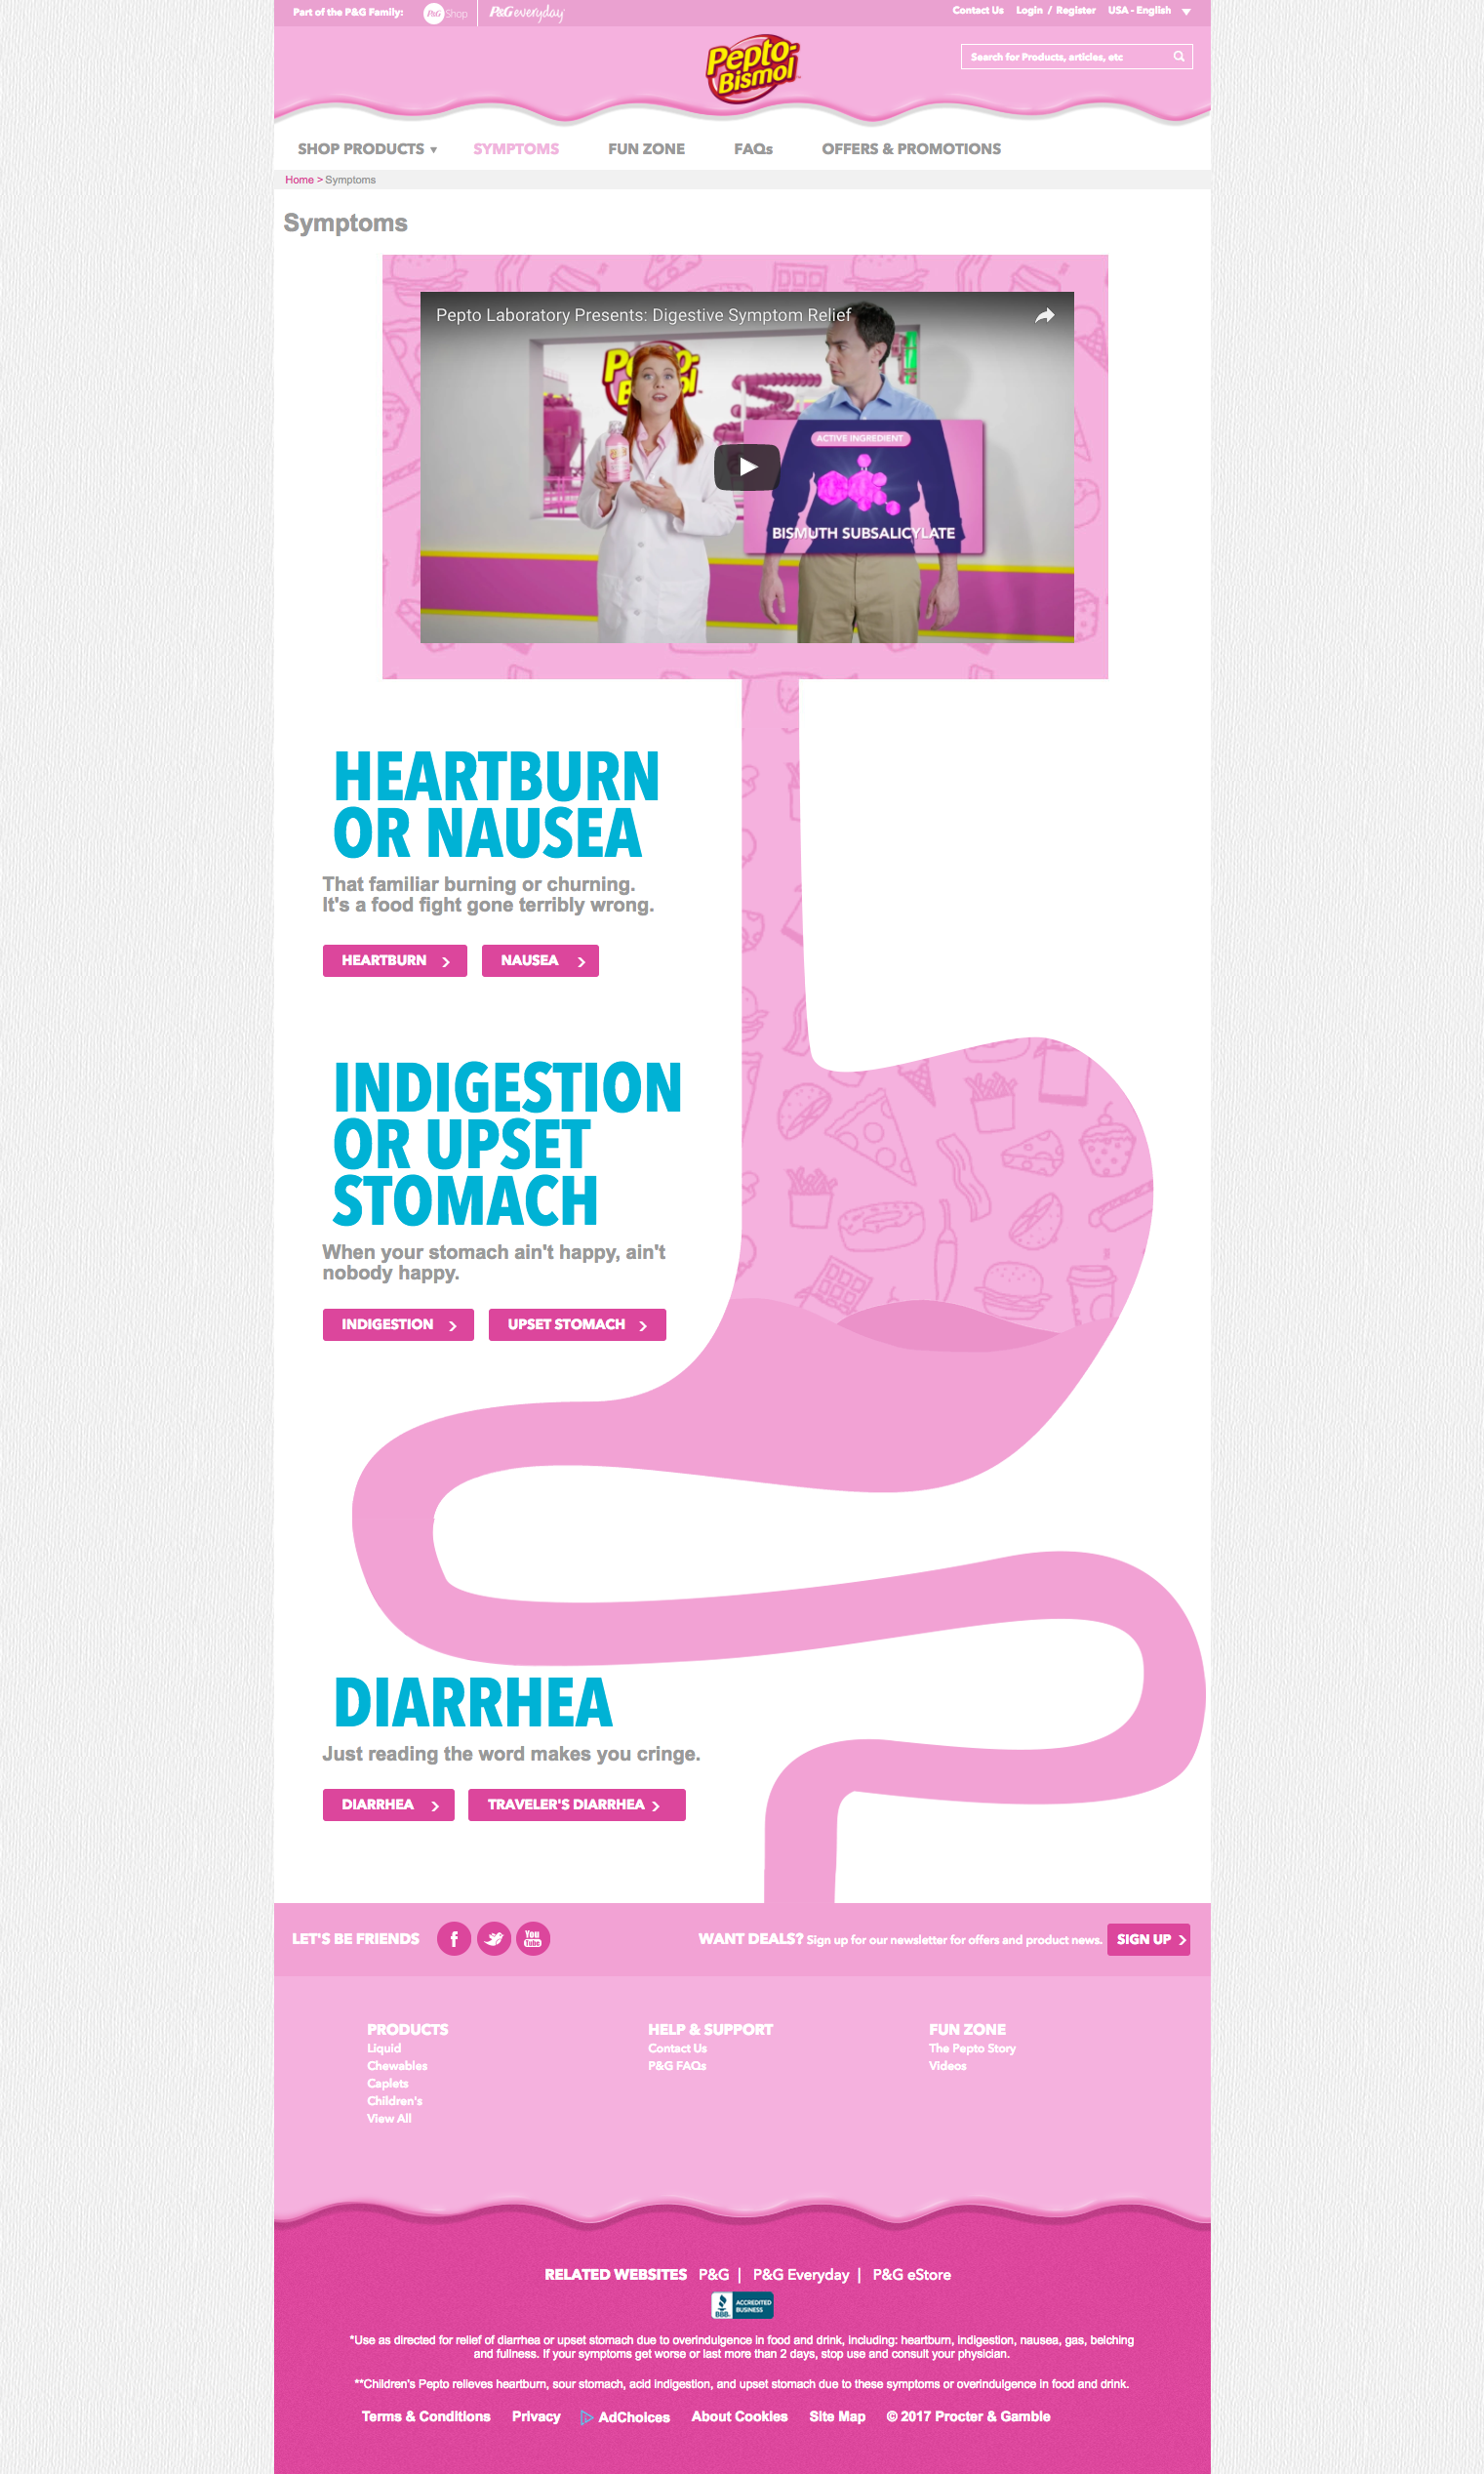 Part of the P&G Family: P&G Shop P&G everyday
Contact Us Login / Register USA - English
Pepto-
Bismol
Search for Products, articles, etc
SHOP PRODUCTS SYMPTOMS FUN ZONE FAQs OFFERS & PROMOTIONS
Home > Symptoms
Symptoms
Pepto Laboratory Presents: Digestive Symptom Relief
ACTIVE INGREDIENT
BISMUTH SUBSALICYLATE
HEARTBURN
OR NAUSEA
That familiar burning or churning.
It's a food fight gone terribly wrong.
HEARTBURN NAUSEA
INDIGESTION
OR UPSET
STOMACH
When your stomach ain't happy, ain't
nobody happy.
INDIGESTION UPSET STOMACH
DIARRHEA
Just reading the word makes you cringe.
DIARRHEA TRAVELER'S DIARRHEA
LET'S BE FRIENDS f You Tube WANT DEALS? Sign up for our newsletter for offers and product news. SIGN UP
PRODUCTS
Liquid
Chewables
Caplets
Children's
View All
HELP & SUPPORT
Contact Us
P&G FAQs
FUN ZONE
The Pepto Story
Videos
RELATED WEBSITES P&G | P&G Everyday | P&G eStore
BBB. ACCREDITED BUSINESS
*Use as directed for relief of diarrhea or upset stomach due to overindulgence in food and drink, including: heartburn, indigestion, nausea, gas, belching
and fullness. If your symptoms get worse or last more than 2 days, stop use and consult your physician.
**Children's Pepto relieves heartburn, sour stomach, acid indigestion, and upset stomach due to these symptoms or overindulgence in food and drink.
Terms & Conditions Privacy AdChoices About Cookies Site Map © 2017 Procter & Gamble